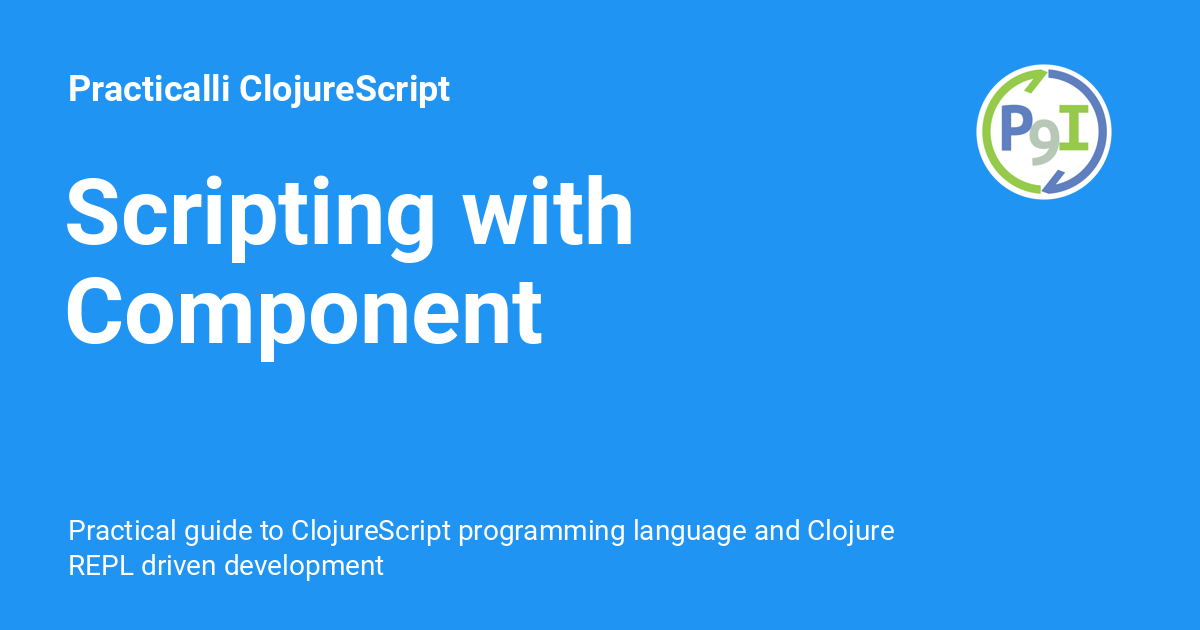 Practicalli ClojureScript
P9I
Scripting with
Component
Practical guide to ClojureScript programming language and Clojure
REPL driven development